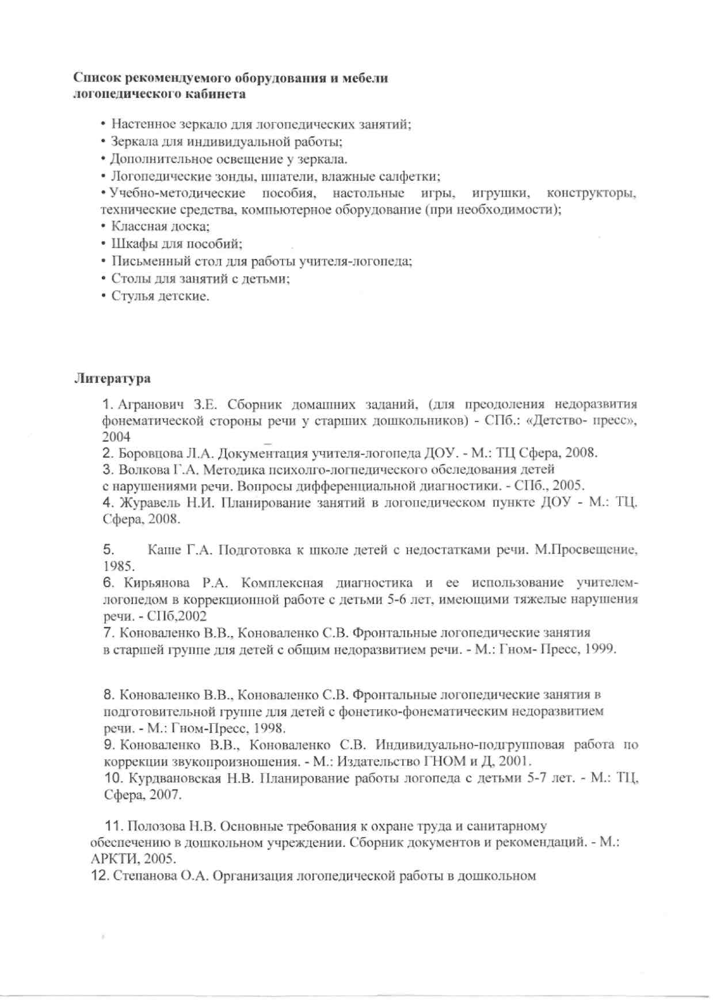 Список рекомендуемого оборудования и мебели
логопедического кабинета
• Настенное зеркало для логопедических занятий;
• Зеркала для индивидуальной работы;
• Дополнительное освещение у зеркала.
• Логопедические зонды, шпатели, влажные салфетки;
• Учебно-методические пособия, настольные игры, игрушки, конструкторы,
технические средства, компьютерное оборудование (при необходимости);
• Классная доска;
• Шкафы для пособий;
• Письменный стол для работы учителя-логопеда;
• Столы для занятий с детьми;
• Стулья детские.
Литература
1. Агранович З.Е. Сборник домашних заданий, (для преодоления недоразвития
фонематической стороны речи у старших дошкольников) - СПб.: «Детство- пресс»,
2004
2. Боровцова Л.А. Документация учителя-логопеда ДОУ. - М.: ТЦ Сфера, 2008.
3. Волкова Г.А. Методика психолго-логпедического обследования детей
с нарушениями речи. Вопросы дифференциальной диагностики. - СПб., 2005.
4. Журавель Н.И. Планирование занятий в логопедическом пункте ДОУ - М.: ТЦ.
Сфера, 2008.
5. Каше Г.А. Подготовка к школе детей с недостатками речи. М.Просвещение,
1985.
6. Кирьянова Р.А. Комплексная диагностика и ее использование учителем-
логопедом в коррекционной работе с детьми 5-6 лет, имеющими тяжелые нарушения
речи. - СПб,2002
7. Коноваленко В.В., Коноваленко С.В. Фронтальные логопедические занятия
в старшей группе для детей с общим недоразвитием речи. - М.: Гном- Пресс, 1999.
8. Коноваленко В.В., Коноваленко С.В. Фронтальные логопедические занятия в
подготовительной группе для детей с фонетико-фонематическим недоразвитием
речи. - М.: Гном-Пресс, 1998.
9. Коноваленко В.В., Коноваленко С.В. Индивидуально-подгрупповая работа по
коррекции звукопроизношения. - М.: Издательство ГНОМ и Д, 2001.
10. Курдвановская Н.В. Планирование работы логопеда с детьми 5-7 лет. - М.: ТЦ,
Сфера, 2007.
11. Полозова Н.В. Основные требования к охране труда и санитарному
обеспечению в дошкольном учреждении. Сборник документов и рекомендаций. - М.:
АРКТИ, 2005.
12. Степанова О.А. Организация логопедической работы в дошкольном